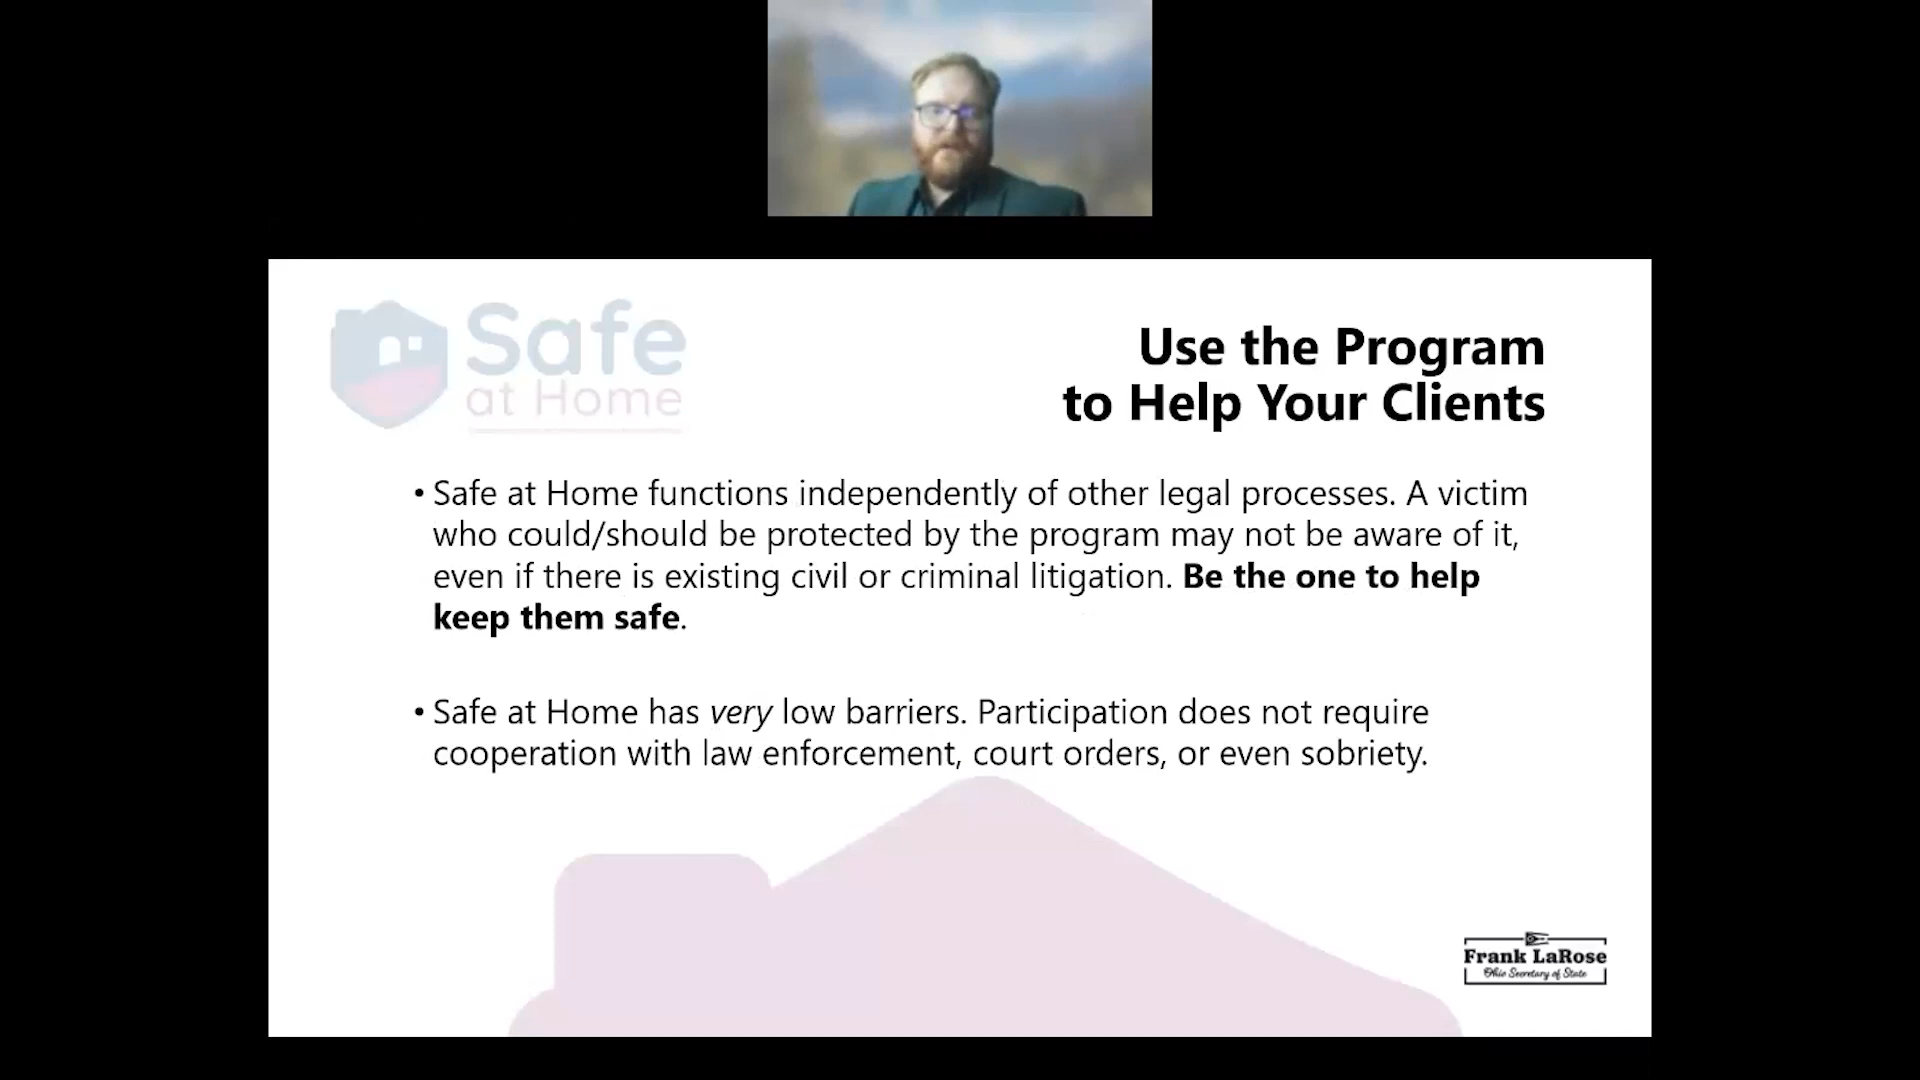 Safe
at Home
Use the Program
to Help Your Clients
• Safe at Home functions independently of other legal processes. A victim
who could/should be protected by the program may not be aware of it,
even if there is existing civil or criminal litigation. Be the one to help
keep them safe.
• Safe at Home has very low barriers. Participation does not require
cooperation with law enforcement, court orders, or even sobriety.
Frank LaRose
Ohio Secretary of State